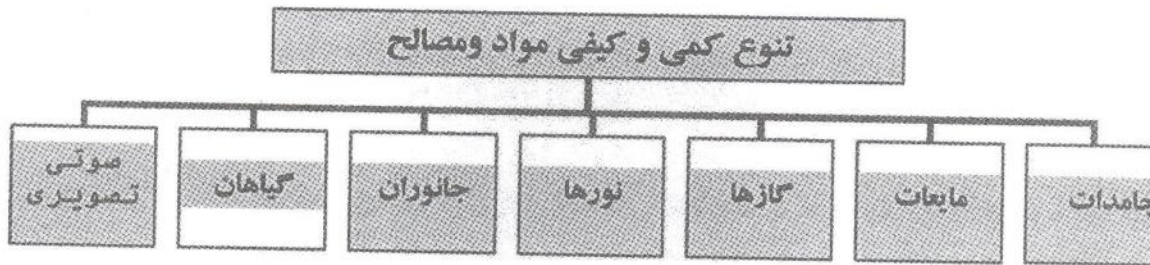 تنوع کمی و کیفی مواد ومصالح
جامدات
مایعات
گازها
نورها
جانوران
گیاهان
صوتی
تصویری